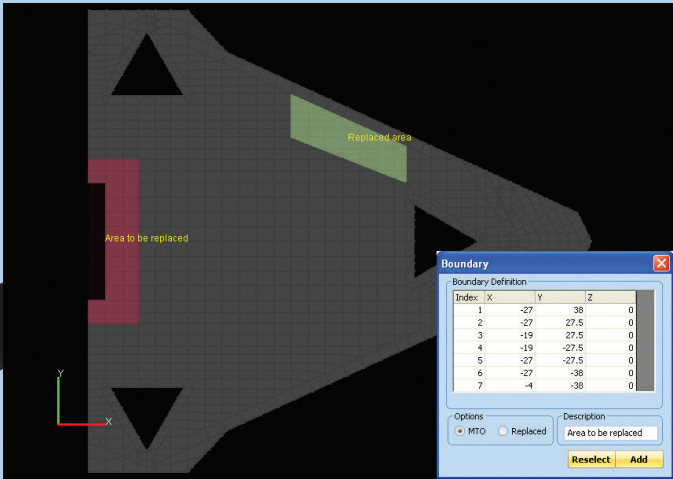 Replaced area
Area to be replaced
Y
X
Boundary
Boundary Definition
Index X Y Z
1 -27 38 0
2 -27 27.5 0
3 -19 27.5 0
4 -19 -27.5 0
5 -27 -27.5 0
6 -27 -38 0
7 -4 -38 0
Options
MTO Replaced
Description
Area to be replaced
Reselect Add